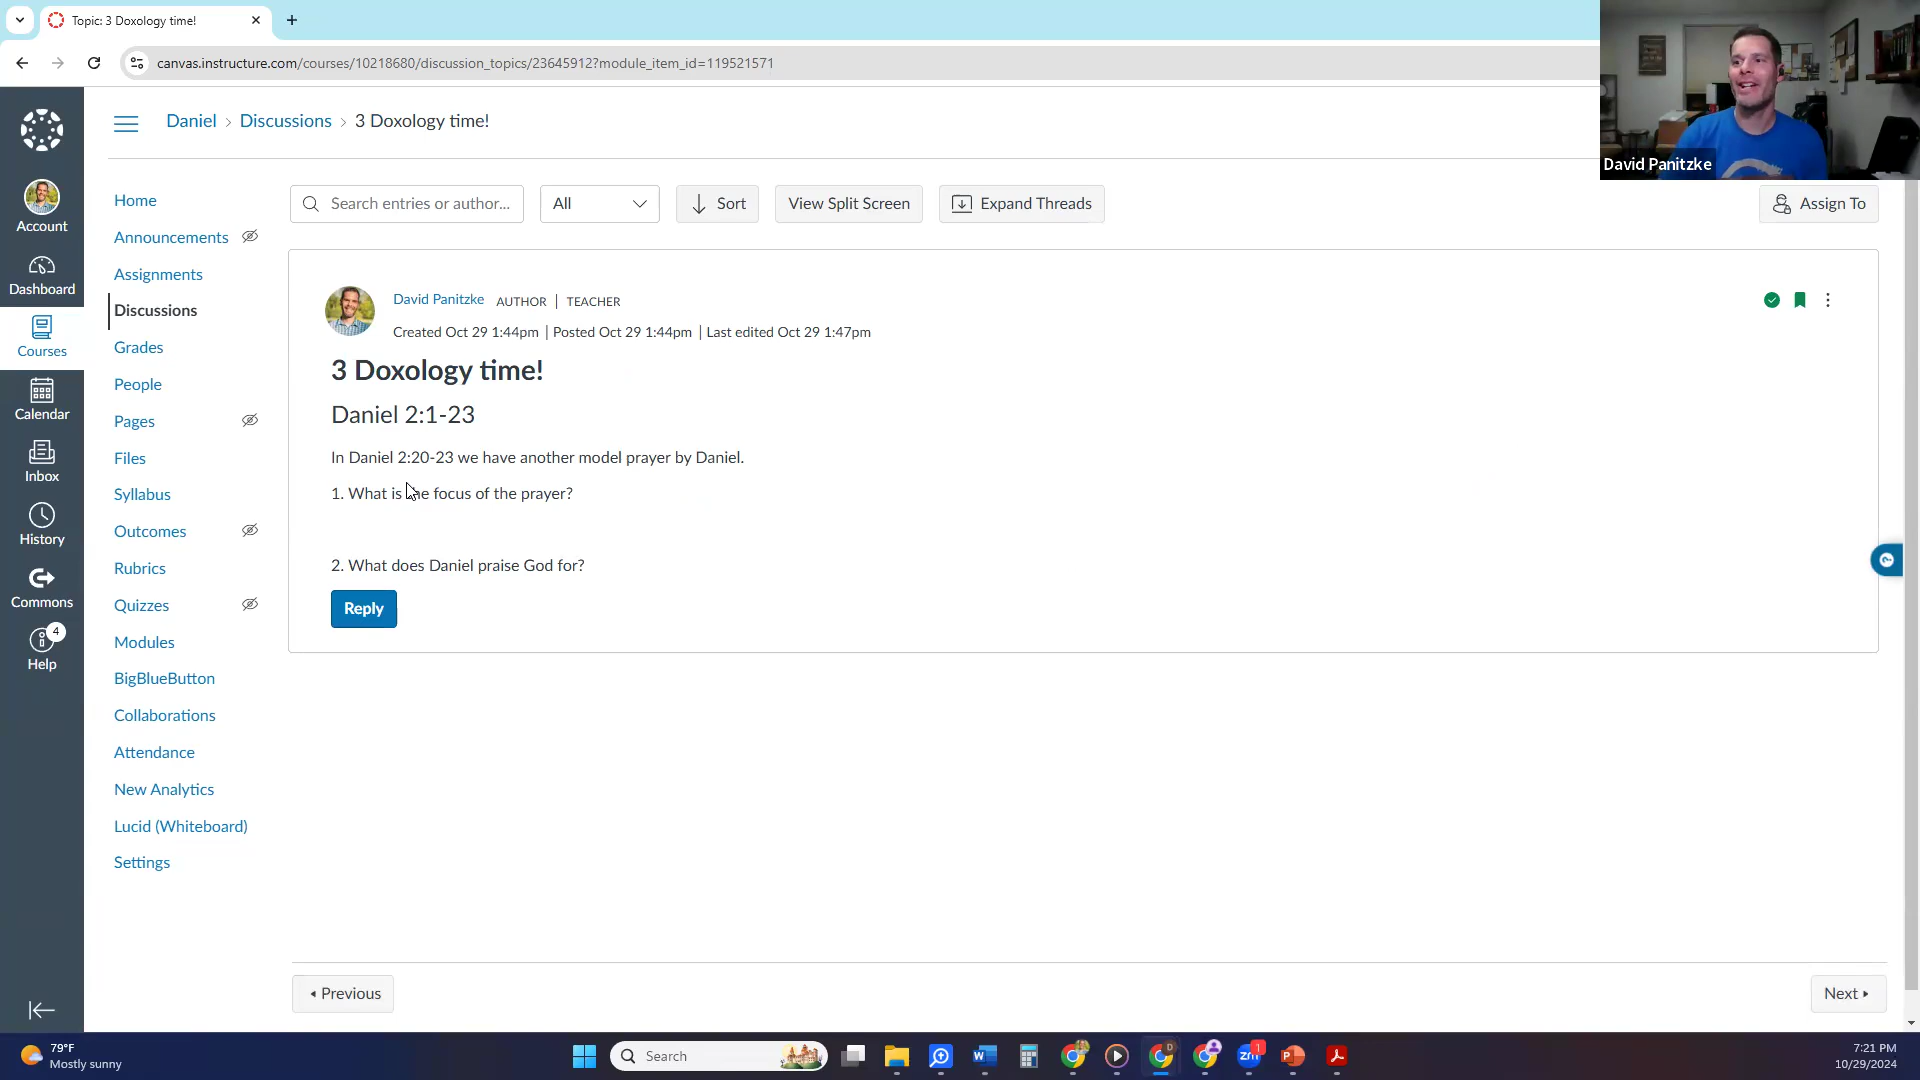 Topic: 3 Doxology time!
canvas.instructure.com/courses/10218680/discussion_topics/23645912?module_item_id=119521571
David Panitzke
Daniel › Discussions › 3 Doxology time!
Account
Dashboard
Courses
Calendar
Inbox
History
Commons
4
Help
Home
Announcements
Assignments
Discussions
Grades
People
Pages
Files
Syllabus
Outcomes
Rubrics
Quizzes
Modules
BigBlueButton
Collaborations
Attendance
New Analytics
Lucid (Whiteboard)
Settings
Search entries or author...
All
Sort
View Split Screen
Expand Threads
Assign To
David Panitzke AUTHOR | TEACHER
Created Oct 29 1:44pm | Posted Oct 29 1:44pm | Last edited Oct 29 1:47pm
3 Doxology time!
Daniel 2:1-23
In Daniel 2:20-23 we have another model prayer by Daniel.
1. What is the focus of the prayer?
2. What does Daniel praise God for?
Reply
Previous
Next
79°F
Mostly sunny
Search
D
zm
1
7:21 PM
10/29/2024